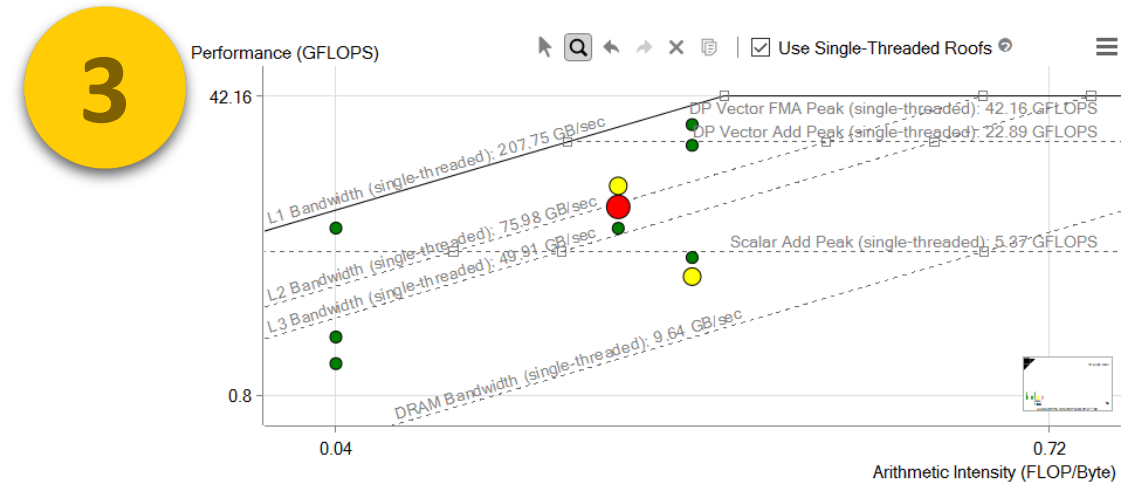 3
Performance (GFLOPS)
Use Single-Threaded Roofs
42.16
DP Vector FMA Peak (single-threaded): 42.16 GFLOPS
DP Vector Add Peak (single-threaded): 22.89 GFLOPS
L1 Bandwidth (single-threaded): 207.75 GB/sec
L2 Bandwidth (single-threaded): 75.98 GB/sec
Scalar Add Peak (single-threaded): 5.37 GFLOPS
L3 Bandwidth (single-threaded): 49.91 GB/sec
DRAM Bandwidth (single-threaded): 9.64 GB/sec
0.8
0.04
0.72
Arithmetic Intensity (FLOP/Byte)